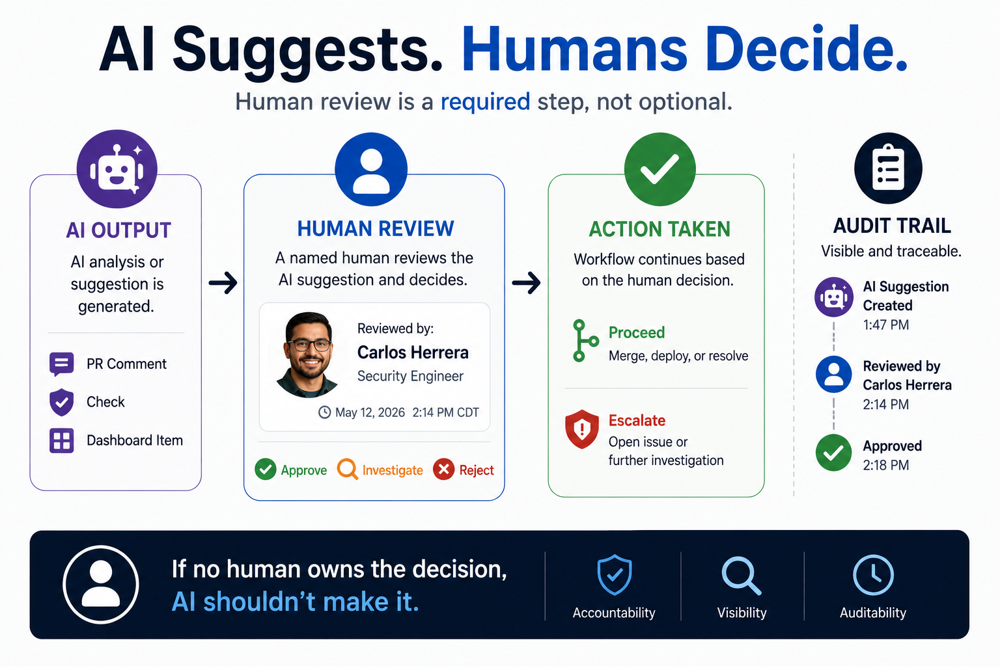 AI Suggests. Humans Decide.
Human review is a required step, not optional.
AI OUTPUT
AI analysis or
suggestion is
generated.
PR Comment
Check
Dashboard Item
HUMAN REVIEW
A named human reviews the
AI suggestion and decides.
Reviewed by:
Carlos Herrera
Security Engineer
May 12, 2026 2:14 PM CDT
Approve
Investigate
Reject
ACTION TAKEN
Workflow continues based
on the human decision.
Proceed
Merge, deploy, or resolve
Escalate
Open issue or
further investigation
AUDIT TRAIL
Visible and traceable.
AI Suggestion
Created
1:47 PM
Reviewed by
Carlos Herrera
2:14 PM
Approved
2:18 PM
If no human owns the decision,
AI shouldn't make it.
Accountability
Visibility
Auditability